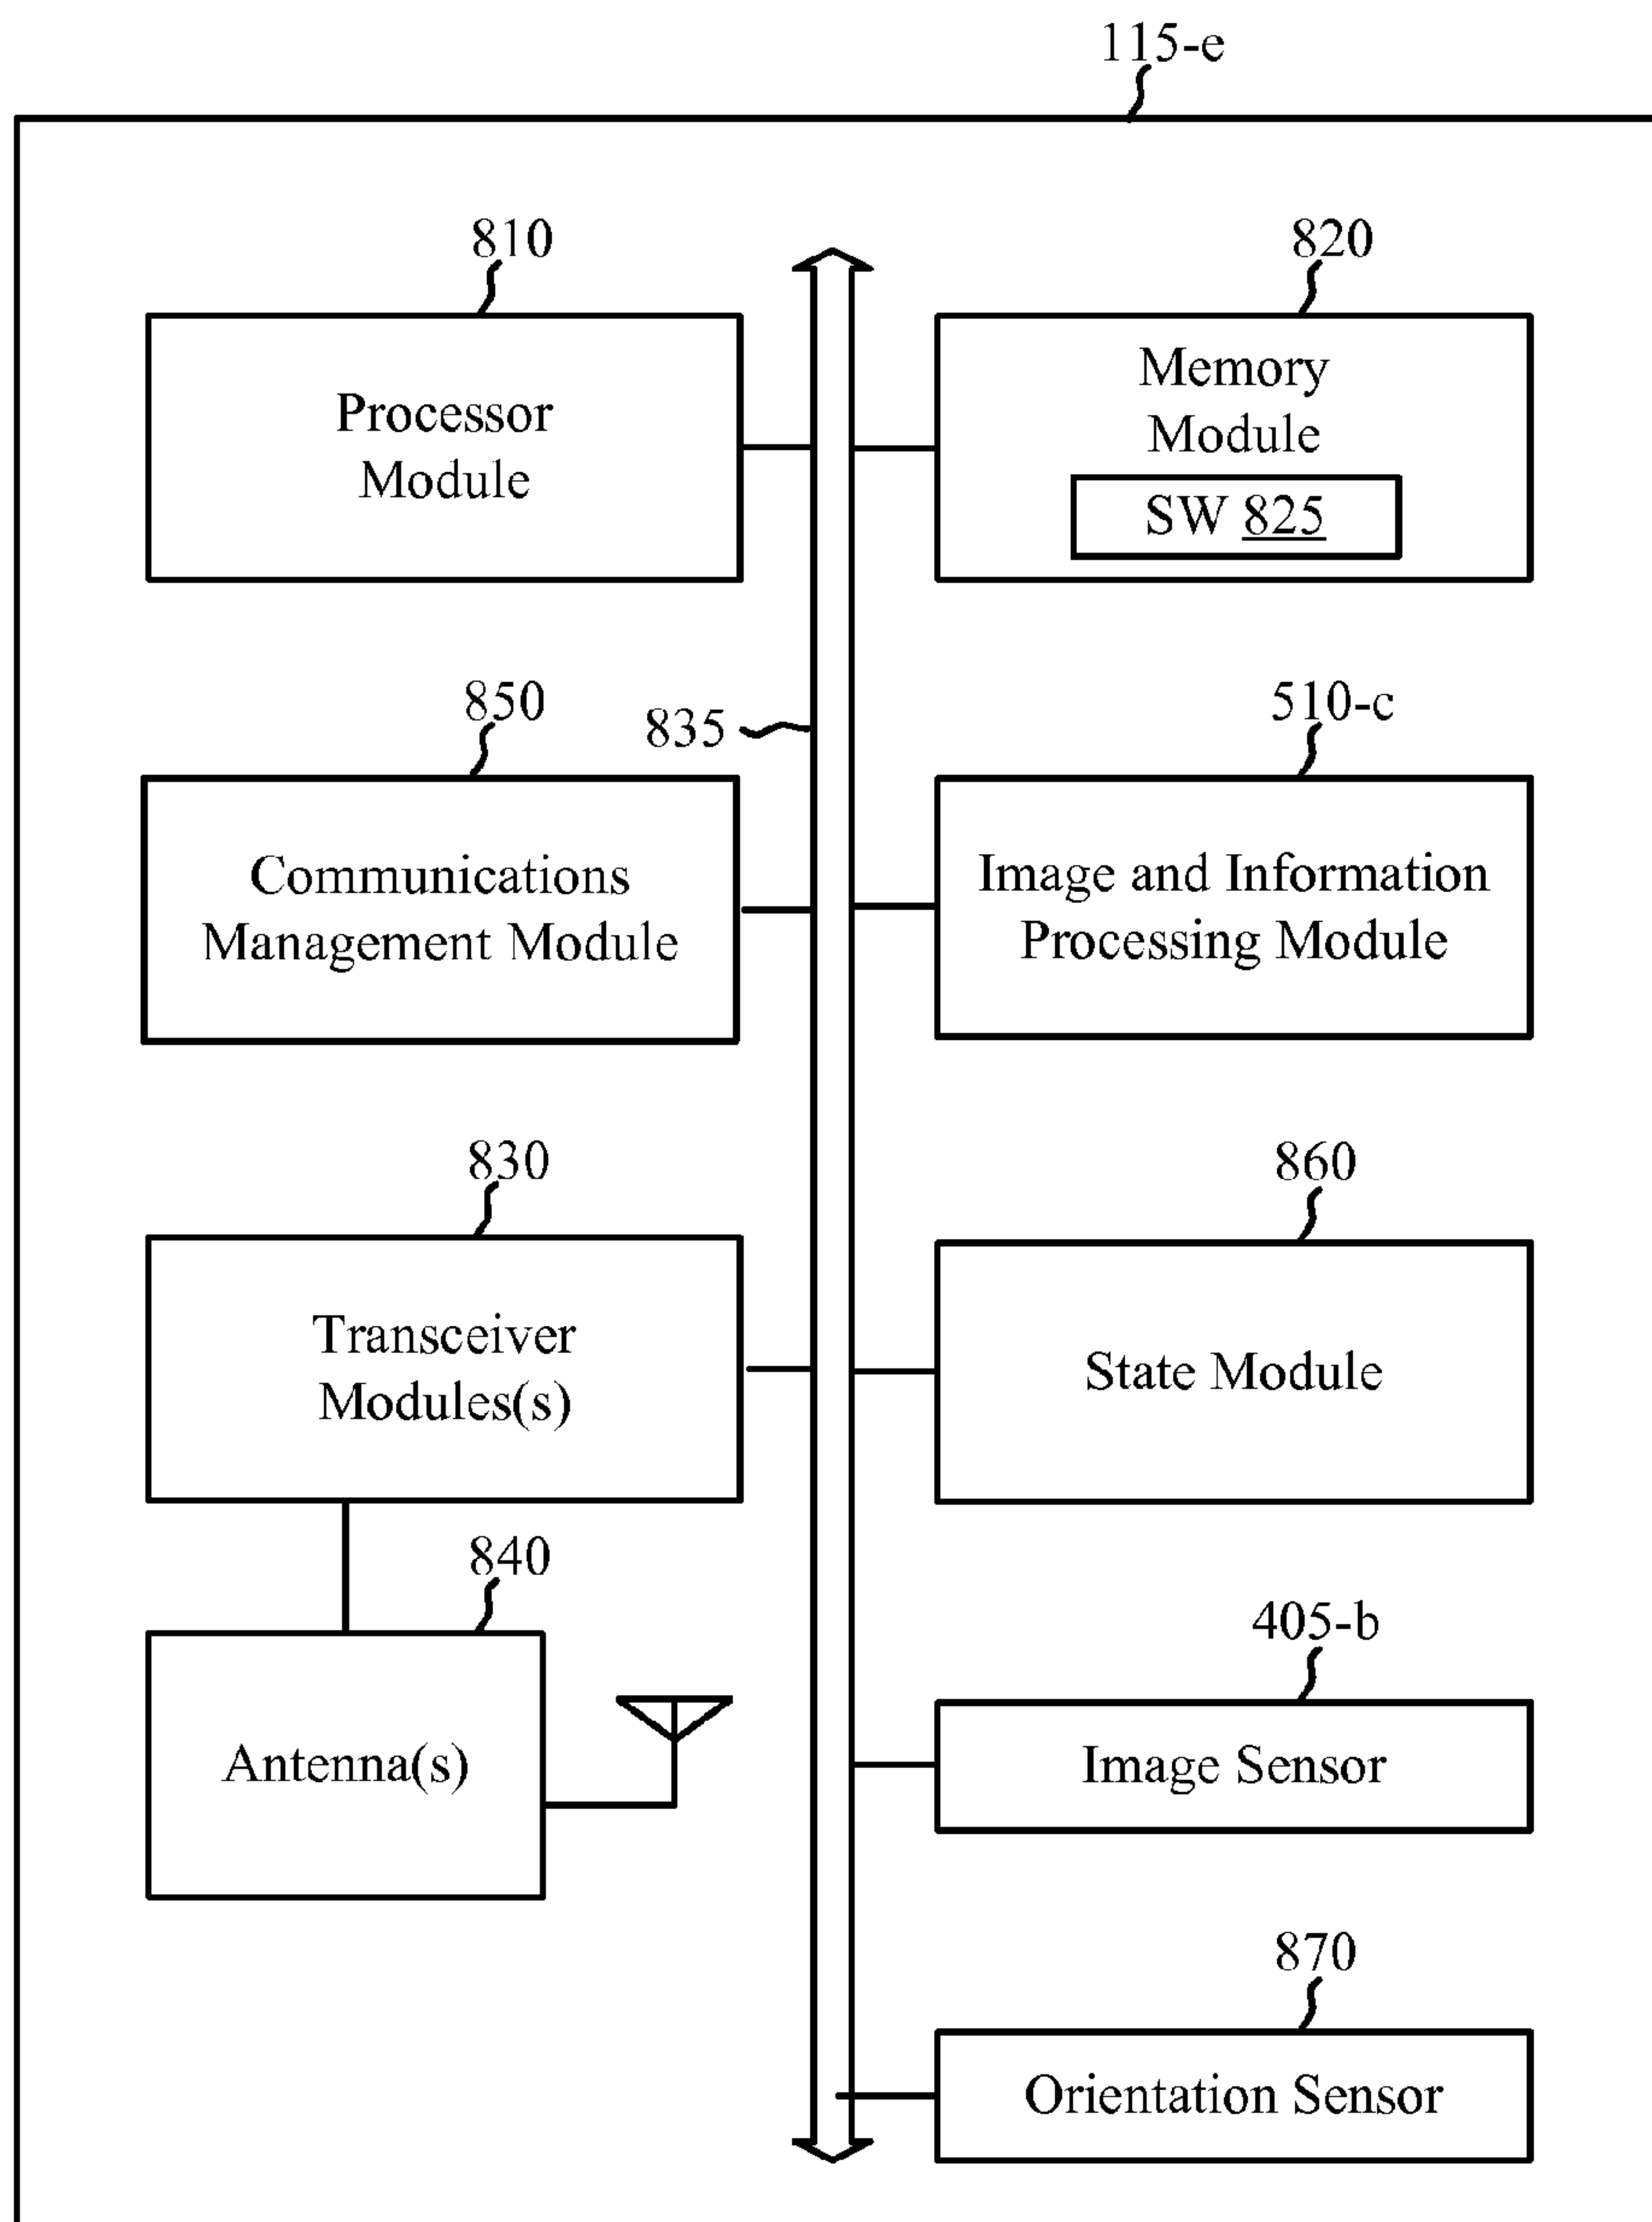 115-e
810
820
Processor
Module
Memory
Module
SW 825
850
835
510-c
Communications
Management Module
Image and Information
Processing Module
830
860
Transceiver
Modules(s)
State Module
840
405-b
Antenna(s)
Image Sensor
870
Orientation Sensor